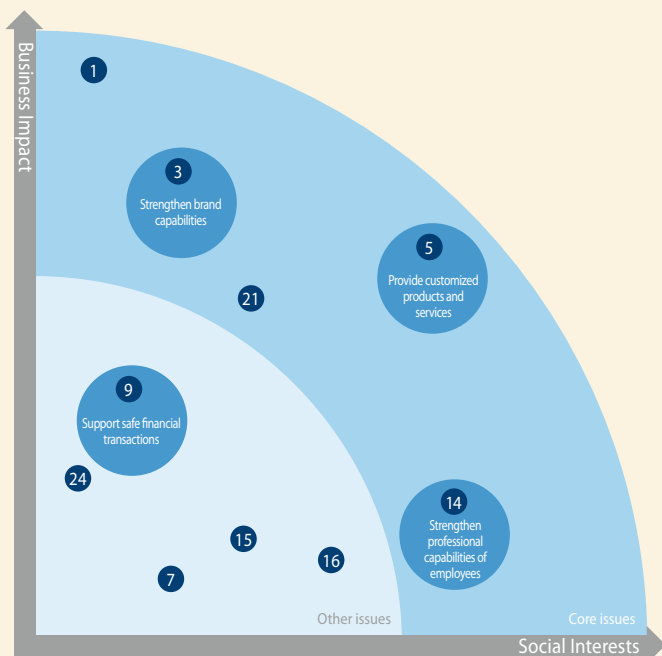 Business Impact
1
3
Strengthen brand
capabilities
5
Provide customized
products and
services
21
9
Support safe financial
transactions
24
14
Strengthen
professional
capabilities of
employees
15
16
7
Other issues
Core issues
Social Interests